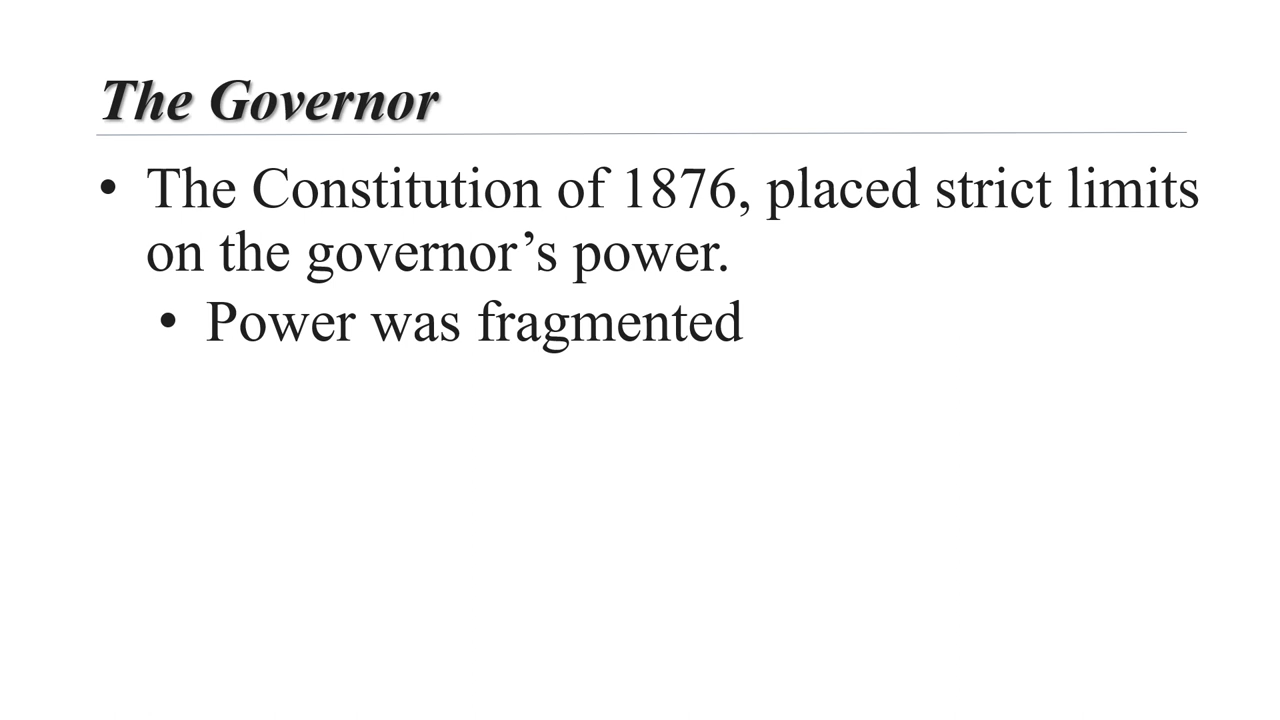 The Governor
• The Constitution of 1876, placed strict limits
on the governor’s power.
• Power was fragmented